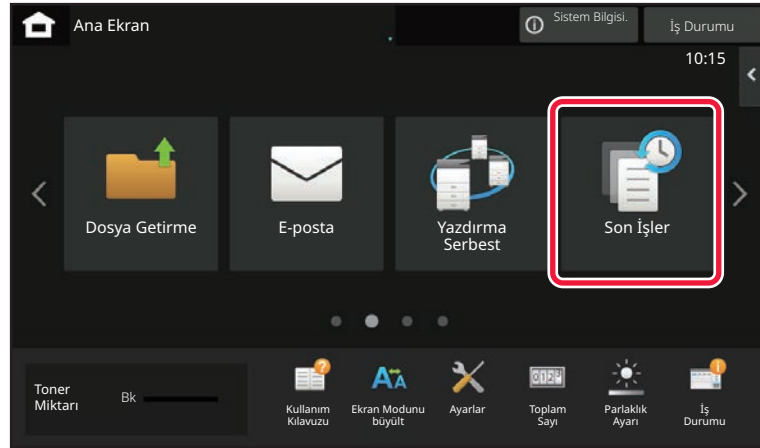 Ana Ekran
Sistem Bilgisi.
İş Durumu
10:15
Dosya Getirme
E-posta
Yazdırma
Serbest
Son İşler
Toner
Miktarı
Bk
Kullanım
Kılavuzu
Ekran Modunu
büyült
Ayarlar
Toplam
Sayı
Parlaklık
Ayarı
İş
Durumu